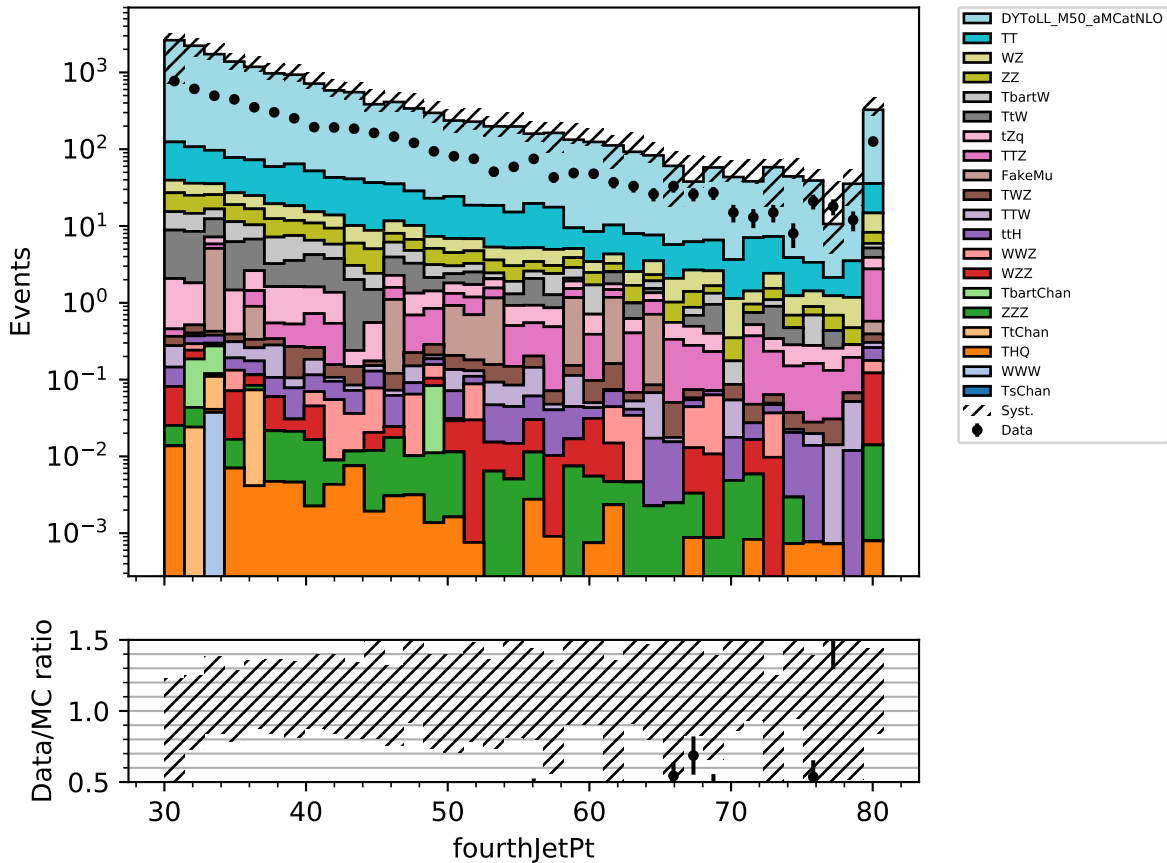 Events
10³
10²
10¹
10⁰
10⁻¹
10⁻²
10⁻³
DYToLL_M50_aMCatNLO
TT
WZ
ZZ
TbartW
TtW
tZq
TTZ
FakeMu
TWZ
TTW
ttH
WWZ
WZZ
TbartChan
ZZZ
TtChan
THQ
WWW
TsChan
Syst.
Data
Data/MC ratio
1.5
1.0
0.5
30 40 50 60 70 80
fourthJetPt